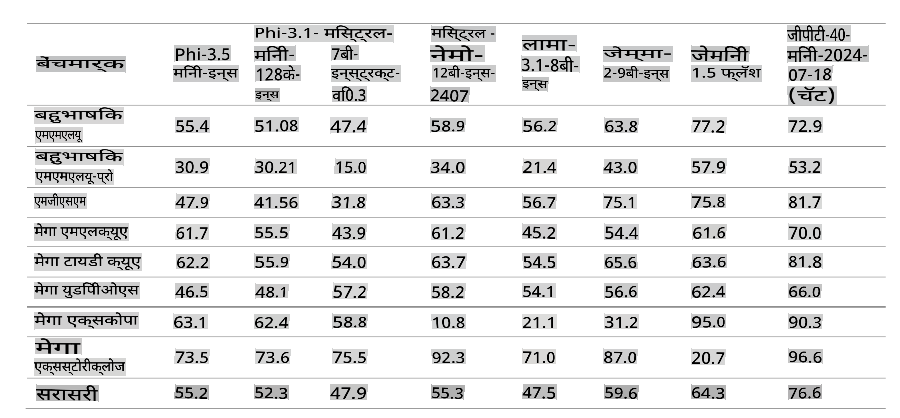 बेंचमार्क Phi-3.5 मिनी-इन्स Phi-3.1-मिनी-128के-इन्स मिस्ट्रल-7बी-इन्स्ट्रक्ट-वी0.3 मिस्ट्रल-नेमो-12बी-इन्स-2407 लामा-3.1-8बी-इन्स जेम्मा-2-9बी-इन्स जेमिनी 1.5 फ्लॅश जीपीटी-4o-मिनी-2024-07-18 (चॅट)
बहुभाषिक एमएमएलयू 55.4 51.08 47.4 58.9 56.2 63.8 77.2 72.9
बहुभाषिक एमएमएलयू-प्रो 30.9 30.21 15.0 34.0 21.4 43.0 57.9 53.2
एमजीएसएम 47.9 41.56 31.8 63.3 56.7 75.1 75.8 81.7
मेगा एमएलक्यूए 61.7 55.5 43.9 61.2 45.2 54.4 61.6 70.0
मेगा टायडी क्यूए 62.2 55.9 54.0 63.7 54.5 65.6 63.6 81.8
मेगा युडीपीओएस 46.5 48.1 57.2 58.2 54.1 56.6 62.4 66.0
मेगा एक्सकोपा 63.1 62.4 58.8 10.8 21.1 31.2 95.0 90.3
मेगा एक्सस्टोरीक्लोज 73.5 73.6 75.5 92.3 71.0 87.0 20.7 96.6
सरासरी 55.2 52.3 47.9 55.3 47.5 59.6 64.3 76.6